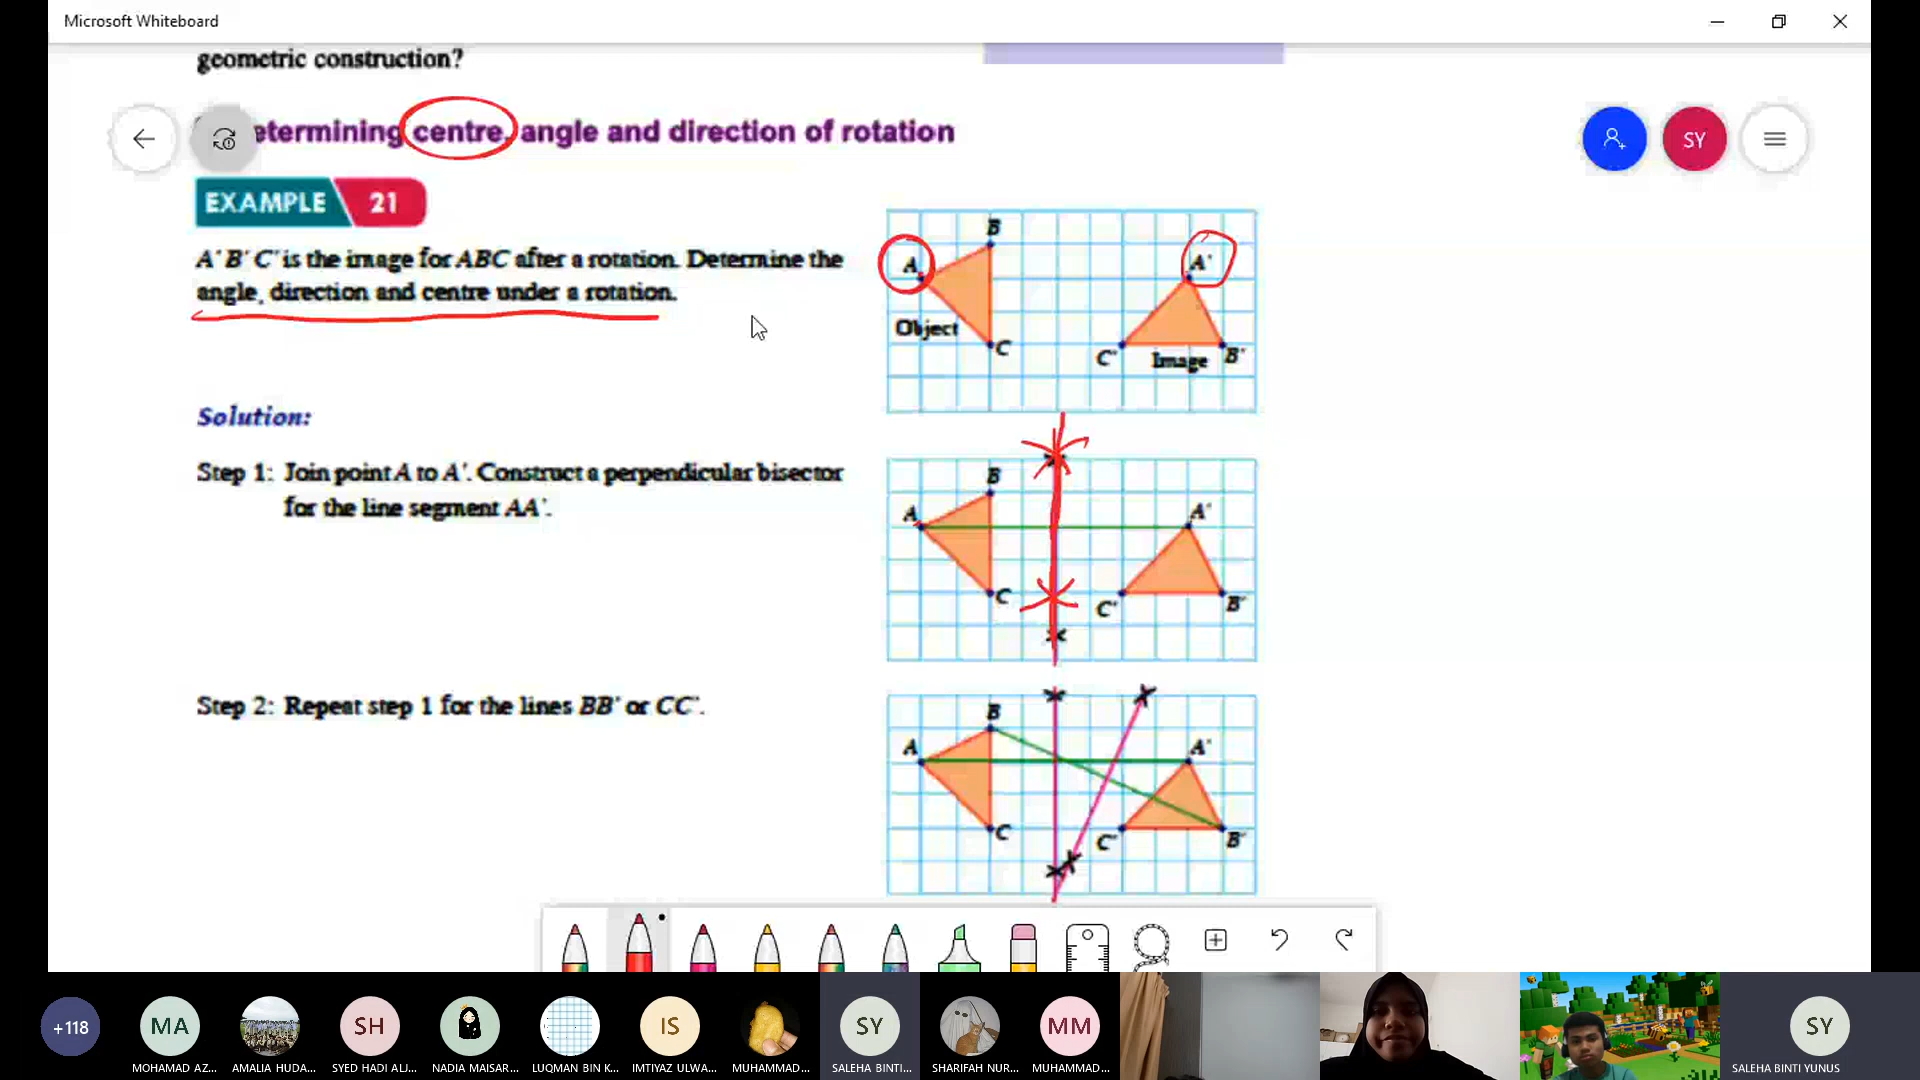 Microsoft Whiteboard
geometric construction?
etermining centre, angle and direction of rotation
SY
EXAMPLE 21
A' B' C' is the image for ABC after a rotation. Determine the
angle, direction and centre under a rotation.
B
A
A'
Object
C
C'
Image
B'
Solution:
Step 1: Join point A to A'. Construct a perpendicular bisector
for the line segment AA'.
B
A
A'
C
C'
B'
Step 2: Repeat step 1 for the lines BB' or CC'.
B
A
A'
C
C'
B'
+118
MA
SH
IS
SY
MM
SY
MOHAMAD AZ...
AMALIA HUDA...
SYED HADI ALJ...
NADIA MAISAR...
LUQMAN BIN K...
IMTIYAZ ULWA...
MUHAMMAD...
SALEHA BINTI...
SHARIFAH NUR...
MUHAMMAD...
SALEHA BINTI YUNUS